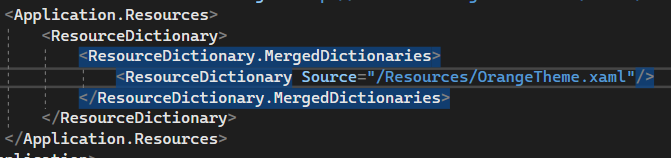 <Application.Resources>
<ResourceDictionary>
<ResourceDictionary.MergedDictionaries>
<ResourceDictionary Source="/Resources/OrangeTheme.xaml"/>
</ResourceDictionary.MergedDictionaries>
</ResourceDictionary>
</Application.Resources>